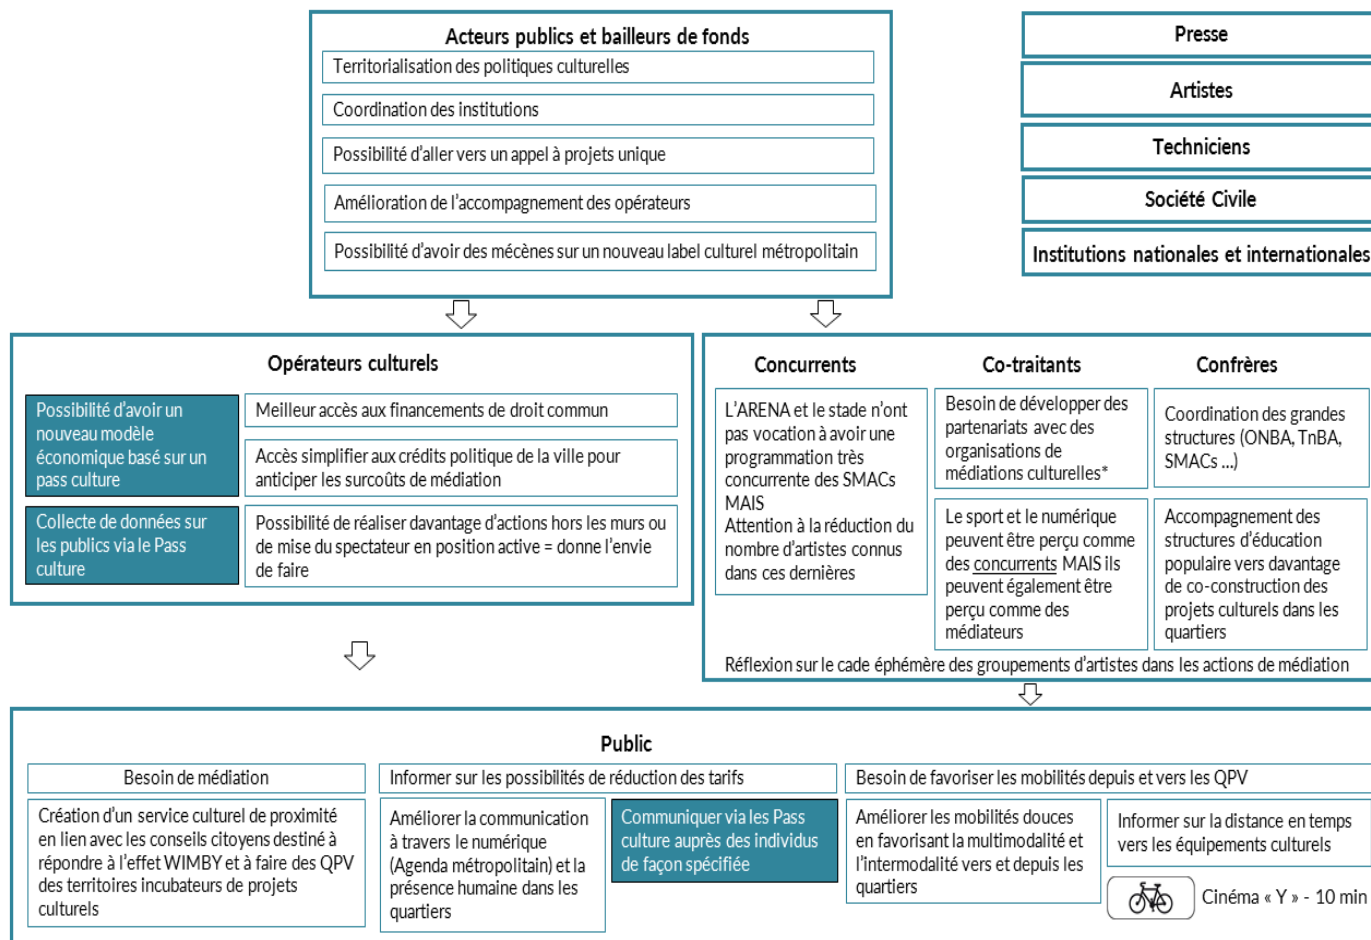 Acteurs publics et bailleurs de fonds
Territorialisation des politiques culturelles
Coordination des institutions
Possibilité d'aller vers un appel à projets unique
Amélioration de l'accompagnement des opérateurs
Possibilité d'avoir des mécènes sur un nouveau label culturel métropolitain
Presse
Artistes
Techniciens
Société Civile
Institutions nationales et internationales
Opérateurs culturels
Possibilité d'avoir un
nouveau modèle
économique basé sur un
pass culture
Meilleur accès aux financements de droit commun
Accès simplifier aux crédits politique de la ville pour
anticiper les surcoûts de médiation
Collecte de données sur
les publics via le Pass
culture
Possibilité de réaliser davantage d'actions hors les murs ou
de mise du spectateur en position active = donne l'envie
de faire
Concurrents
L'ARENA et le stade n'ont
pas vocation à avoir une
programmation très
concurrente des SMACs
MAIS
Attention à la réduction du
nombre d'artistes connus
dans ces dernières
Co-traitants
Besoin de développer des
partenariats avec des
organisations de
médiations culturelles*
Le sport et le numérique
peuvent être perçu comme
des concurrents MAIS ils
peuvent également être
perçu comme des
médiateurs
Confrères
Coordination des grandes
structures (ONBA, TnBA,
SMACs ...)
Accompagnement des
structures d'éducation
populaire vers davantage
de co-construction des
projets culturels dans les
quartiers
Réflexion sur le cade éphémère des groupements d'artistes dans les actions de médiation
Public
Besoin de médiation
Création d'un service culturel de proximité
en lien avec les conseils citoyens destiné à
répondre à l'effet WIMBY et à faire des QPV
des territoires incubateurs de projets
culturels
Informer sur les possibilités de réduction des tarifs
Améliorer la communication
à travers le numérique
(Agenda métropolitain) et la
présence humaine dans les
quartiers
Communiquer via les Pass
culture auprès des individus
de façon spécifiée
Besoin de favoriser les mobilités depuis et vers les QPV
Améliorer les mobilités douces
en favorisant la multimodalité et
l'intermodalité vers et depuis les
quartiers
Informer sur la distance en temps
vers les équipements culturels
Cinéma « Y » - 10 min